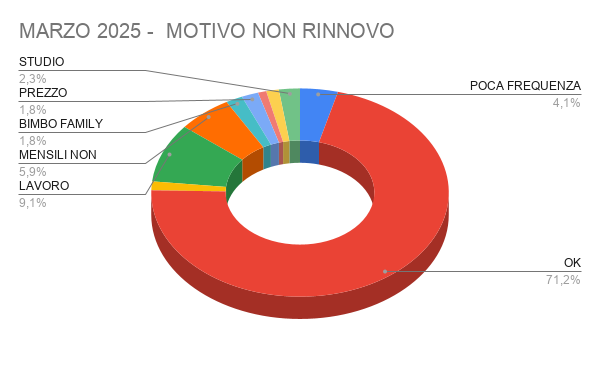 MARZO 2025 -  MOTIVO NON RINNOVO
STUDIO
2,3%
PREZZO
1,8%
BIMBO FAMILY
1,8%
MENSILI NON
5,9%
LAVORO
9,1%
POCA FREQUENZA
4,1%
OK
71,2%